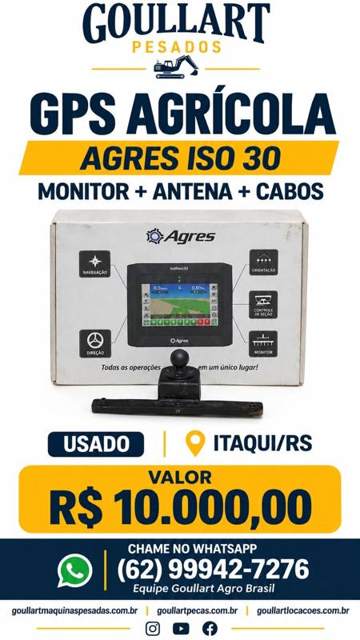 GOULLART
PESADOS
GPS AGRÍCOLA
AGRES ISO 30
MONITOR + ANTENA + CABOS
Agres
NAVEGAÇÃO
ORIENTAÇÃO
CONTROLE
DE SEÇÃO
DIREÇÃO
MONITOR
Agres
Todas as operações em um único lugar!
USADO
ITAQUI/RS
VALOR
R$ 10.000,00
CHAME NO WHATSAPP
(62) 99942-7276
Equipe Goullart Agro Brasil
goullartmaquinaspesadas.com.br | goullartpecas.com.br | goullartlocacoes.com.br